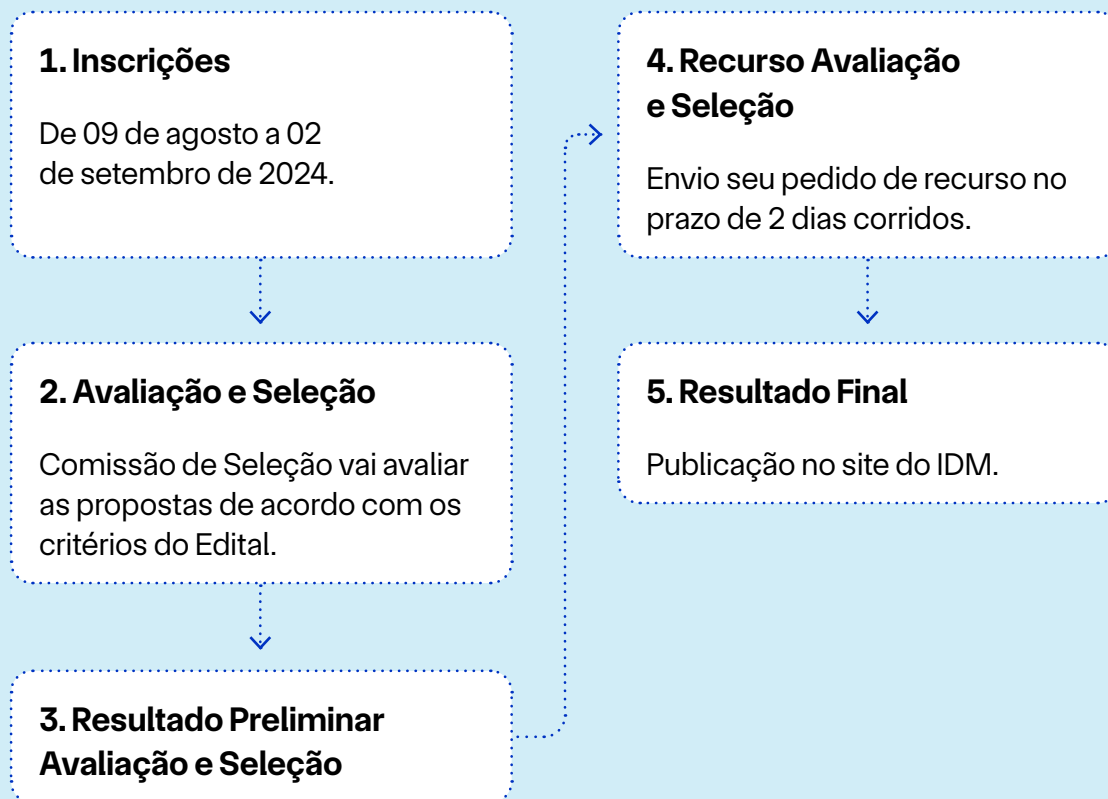 1. Inscrições
De 09 de agosto a 02
de setembro de 2024.
2. Avaliação e Seleção
Comissão de Seleção vai avaliar
as propostas de acordo com os
critérios do Edital.
3. Resultado Preliminar
Avaliação e Seleção
4. Recurso Avaliação
e Seleção
Envio seu pedido de recurso no
prazo de 2 dias corridos.
5. Resultado Final
Publicação no site do IDM.